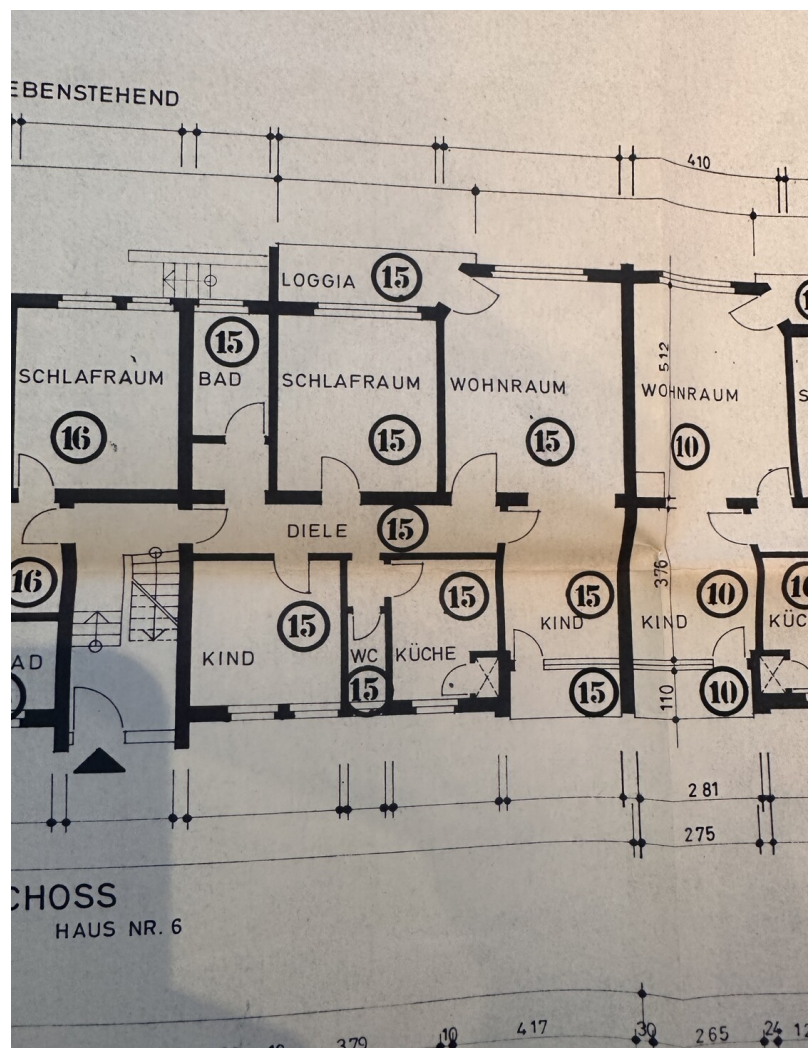 EBENSTEHEND
410
LOGGIA 15
15
SCHLAFRAUM
BAD
SCHLAFRAUM
WOHNRAUM
512
WOHNRAUM
16
15
15
10
DIELE 15
16
15
15
15
376
10
KIND
WC
KÜCHE
KIND
KIND
KÜC
AD
15
15
110
10
281
275
CHOSS
HAUS NR. 6
379
10
417
30
265
24